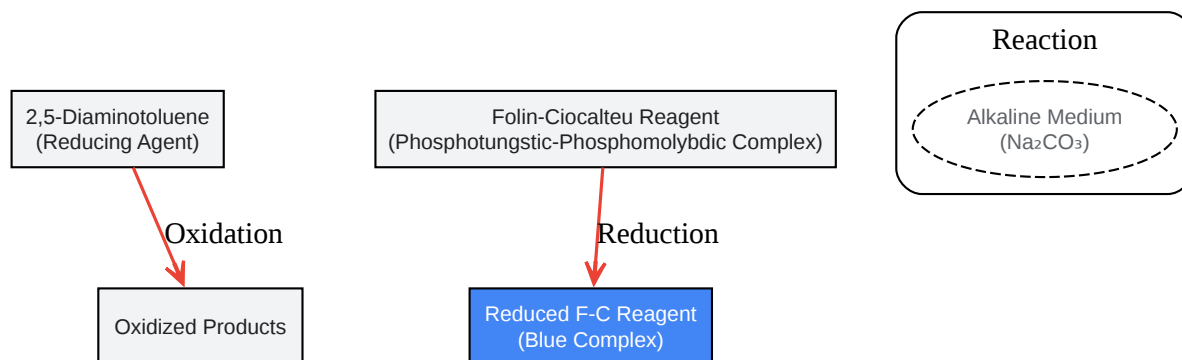 Reaction
2,5-Diaminotoluene
(Reducing Agent)
Folin-Ciocalteu Reagent
(Phosphotungstic-Phosphomolybdic Complex)
Alkaline Medium
(Na₂CO₃)
Oxidation
Reduction
Oxidized Products
Reduced F-C Reagent
(Blue Complex)